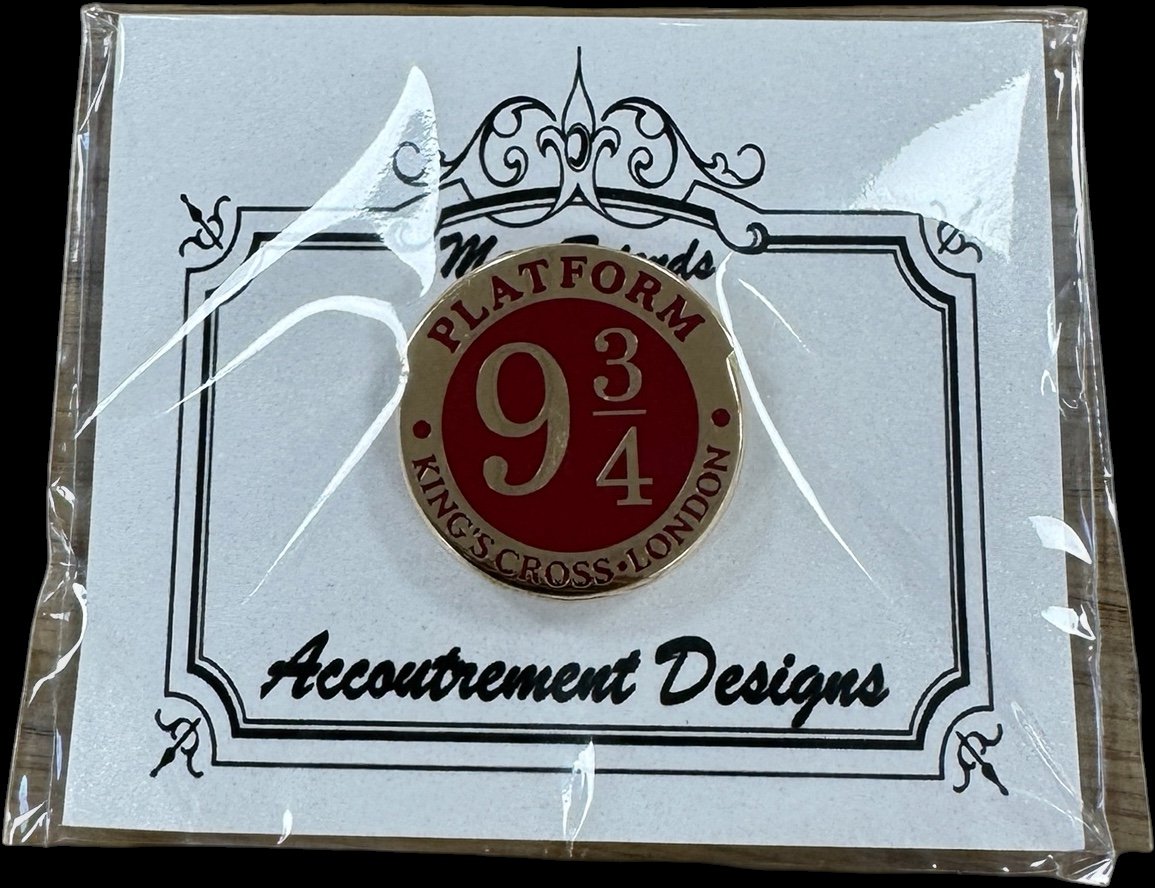 PLATFORM
9 3/4
KING'S CROSS·LONDON
Accoutrement Designs